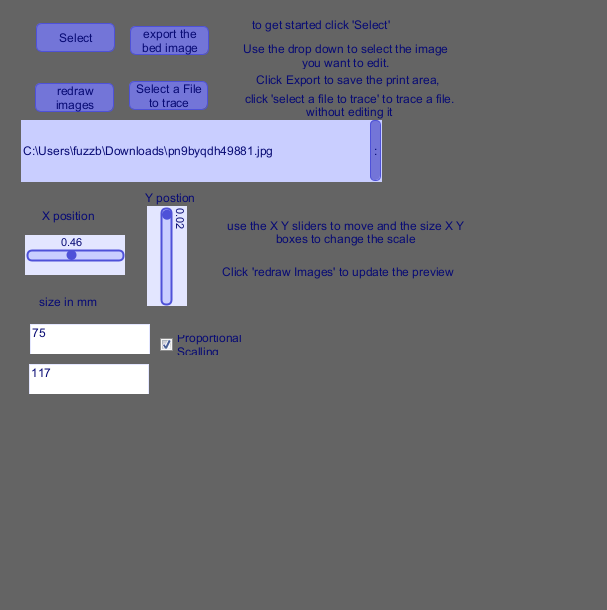 Select
export the
bed image
to get started click 'Select'
Use the drop down to select the image
you want to edit.
redraw
images
Select a File
to trace
Click Export to save the print area,
click 'select a file to trace' to trace a file.
without editing it
C:\Users\fuzzb\Downloads\pn9byqdh49881.jpg
:
Y postion
X position
0.46
0.02
use the X Y sliders to move and the size X Y
boxes to change the scale
Click 'redraw Images' to update the preview
size in mm
75
Proportional
Scalling
117